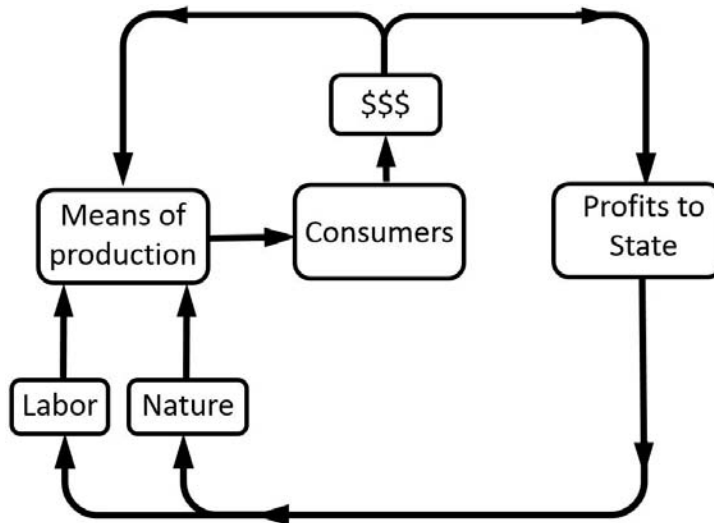 $$$
Means of
production
Consumers
Profits to
State
Labor
Nature